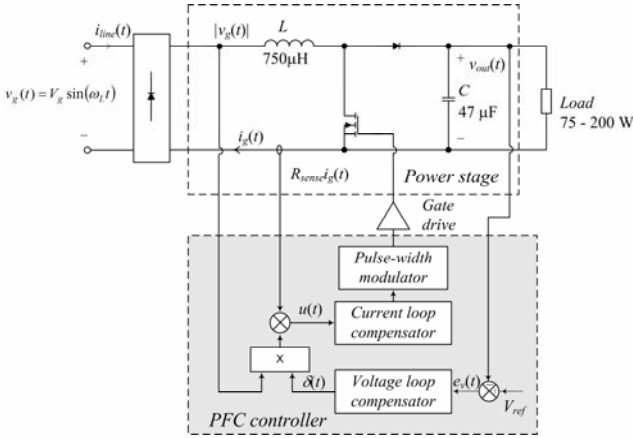 i_line(t)
|v_g(t)|
L
750µH
+
v_g(t)=V_g sin(ω_L t)
–
+
v_out(t)
C
47 µF
–
Load
75 - 200 W
i_g(t)
R_sense i_g(t)
Power stage
Gate
drive
Pulse-width
modulator
u(t)
Current loop
compensator
x
δ(t)
Voltage loop
compensator
e_v(t)
V_ref
PFC controller